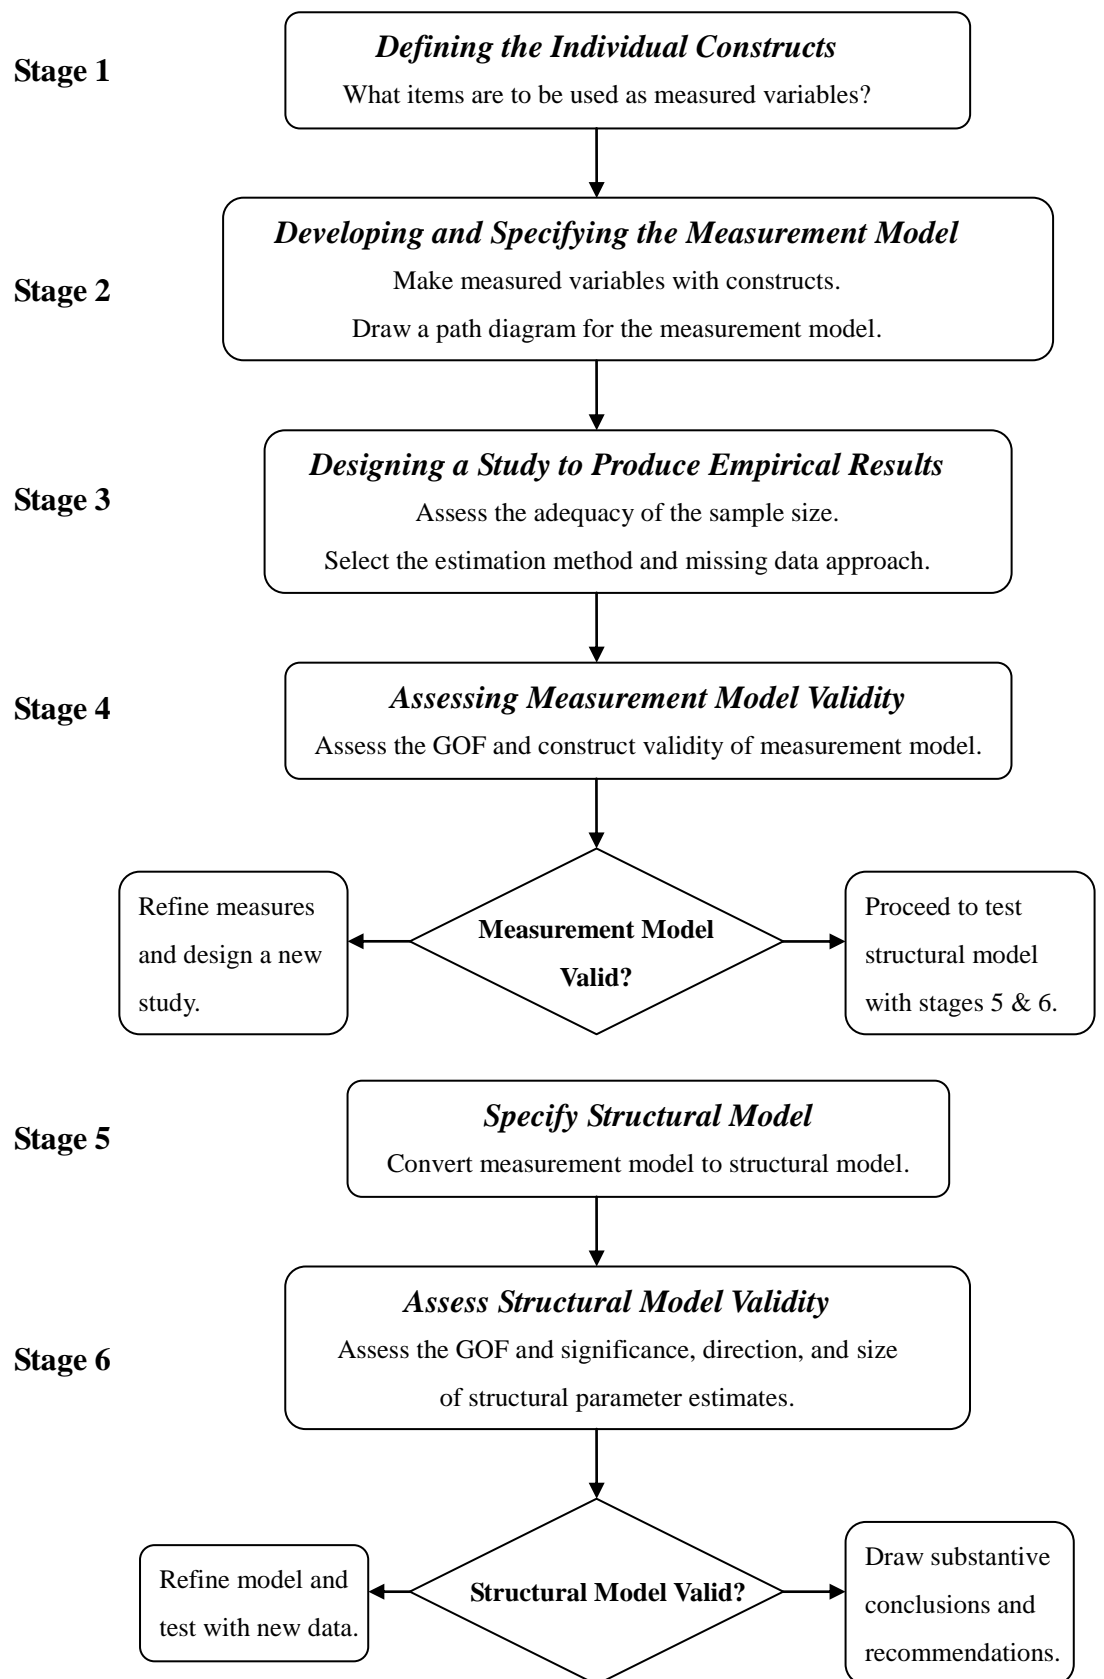 Stage 1
Defining the Individual Constructs
What items are to be used as measured variables?
Stage 2
Developing and Specifying the Measurement Model
Make measured variables with constructs.
Draw a path diagram for the measurement model.
Stage 3
Designing a Study to Produce Empirical Results
Assess the adequacy of the sample size.
Select the estimation method and missing data approach.
Stage 4
Assessing Measurement Model Validity
Assess the GOF and construct validity of measurement model.
Refine measures
and design a new
study.
Measurement Model
Valid?
Proceed to test
structural model
with stages 5 & 6.
Stage 5
Specify Structural Model
Convert measurement model to structural model.
Stage 6
Assess Structural Model Validity
Assess the GOF and significance, direction, and size
of structural parameter estimates.
Refine model and
test with new data.
Structural Model Valid?
Draw substantive
conclusions and
recommendations.